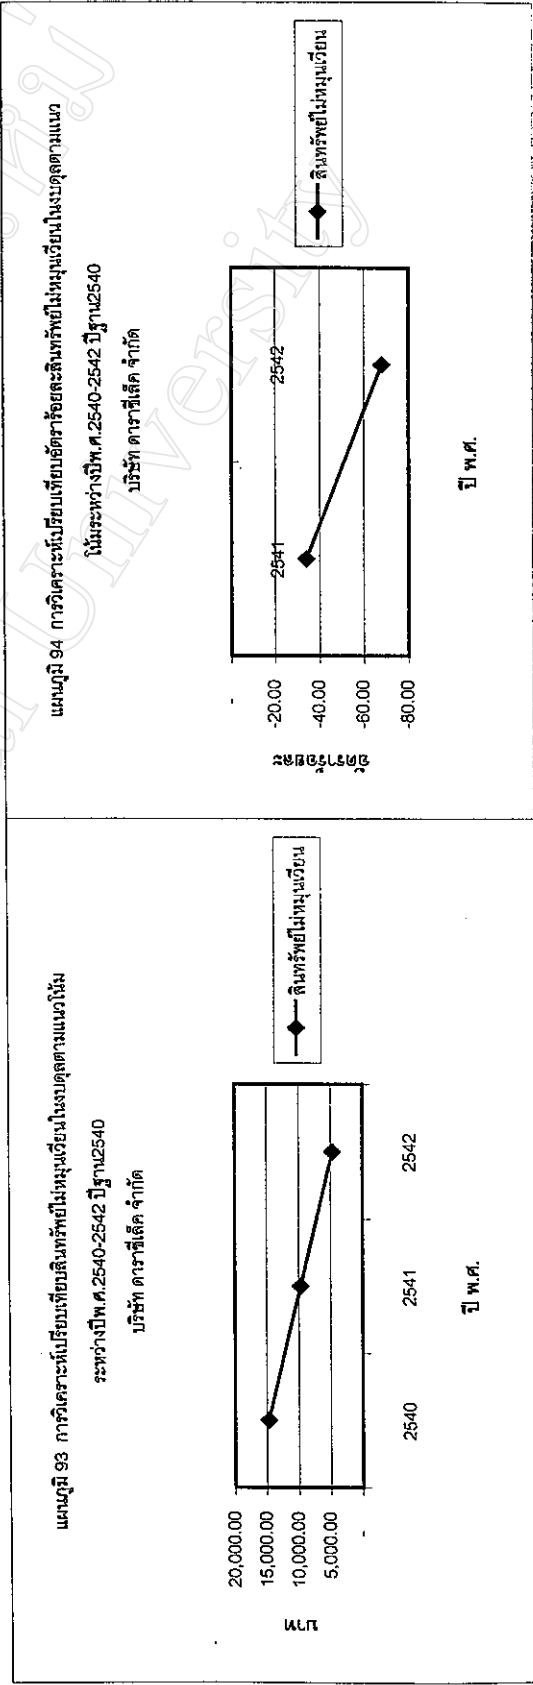 แผนภูมิ 93 การวิเคราะห์เปรียบเทียบสินทรัพย์ไม่หมุนเวียนในงบดุลตามแนวโน้ม
ระหว่างปีพ.ศ.2540-2542 ปีฐาน2540
บริษัท ดาราซีเล็ค จำกัด
บาท
20,000.00
15,000.00
10,000.00
5,000.00
-
2540
2541
2542
ปี พ.ศ.
สินทรัพย์ไม่หมุนเวียน
แผนภูมิ 94 การวิเคราะห์เปรียบเทียบอัตราร้อยละสินทรัพย์ไม่หมุนเวียนในงบดุลตามแนว
โน้มระหว่างปีพ.ศ.2540-2542 ปีฐาน2540
บริษัท ดาราซีเล็ค จำกัด
อัตราร้อยละ
-
-20.00
-40.00
-60.00
-80.00
2541
2542
ปี พ.ศ.
สินทรัพย์ไม่หมุนเวียน
University